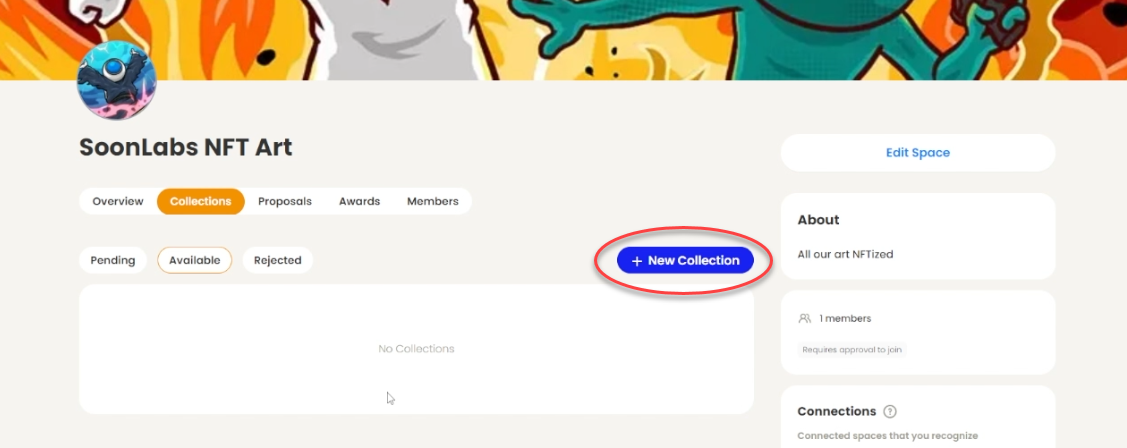 SoonLabs NFT Art
Edit Space
Overview Collections Proposals Awards Members
About
Pending Available Rejected + New Collection
All our art NFTized
1 members
No Collections
Requires approval to join
Connections ?
Connected spaces that you recognize